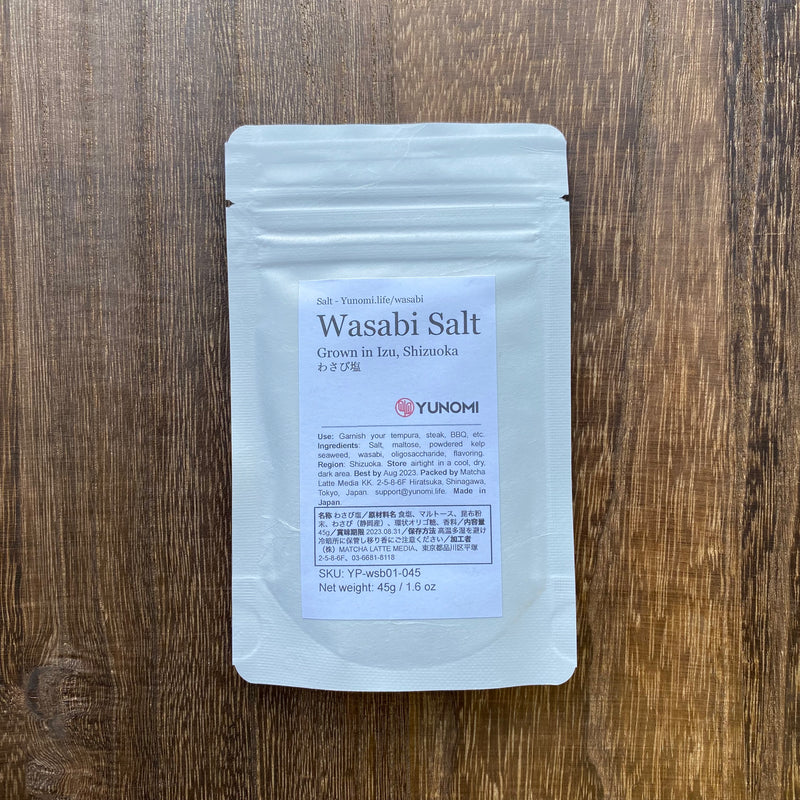 Salt - Yunomi.life/wasabi
Wasabi Salt
Grown in Izu, Shizuoka
わさび塩
YUNOMI
Use: Garnish your tempura, steak, BBQ, etc.
Ingredients: Salt, maltose, powdered kelp
seaweed, wasabi, oligosaccharide, flavoring.
Region: Shizuoka. Store airtight in a cool, dry,
dark area. Best by Aug 2023. Packed by Matcha
Latte Media KK. 2-5-8-6F Hiratsuka, Shinagawa,
Tokyo, Japan. support@yunomi.life. Made in
Japan.
名称 わさび塩／原材料名 食塩、マルトース、昆布粉
末、わさび（静岡産）、環状オリゴ糖、香料／内容量
45g／賞味期限 2023.08.31／保存方法 高温多湿を避け
冷暗所に保管し移り香にご注意ください／加工者
（株）MATCHA LATTE MEDIA、東京都品川区平塚
2-5-8-6F、03-6681-8118
SKU: YP-wsb01-045
Net weight: 45g / 1.6 oz